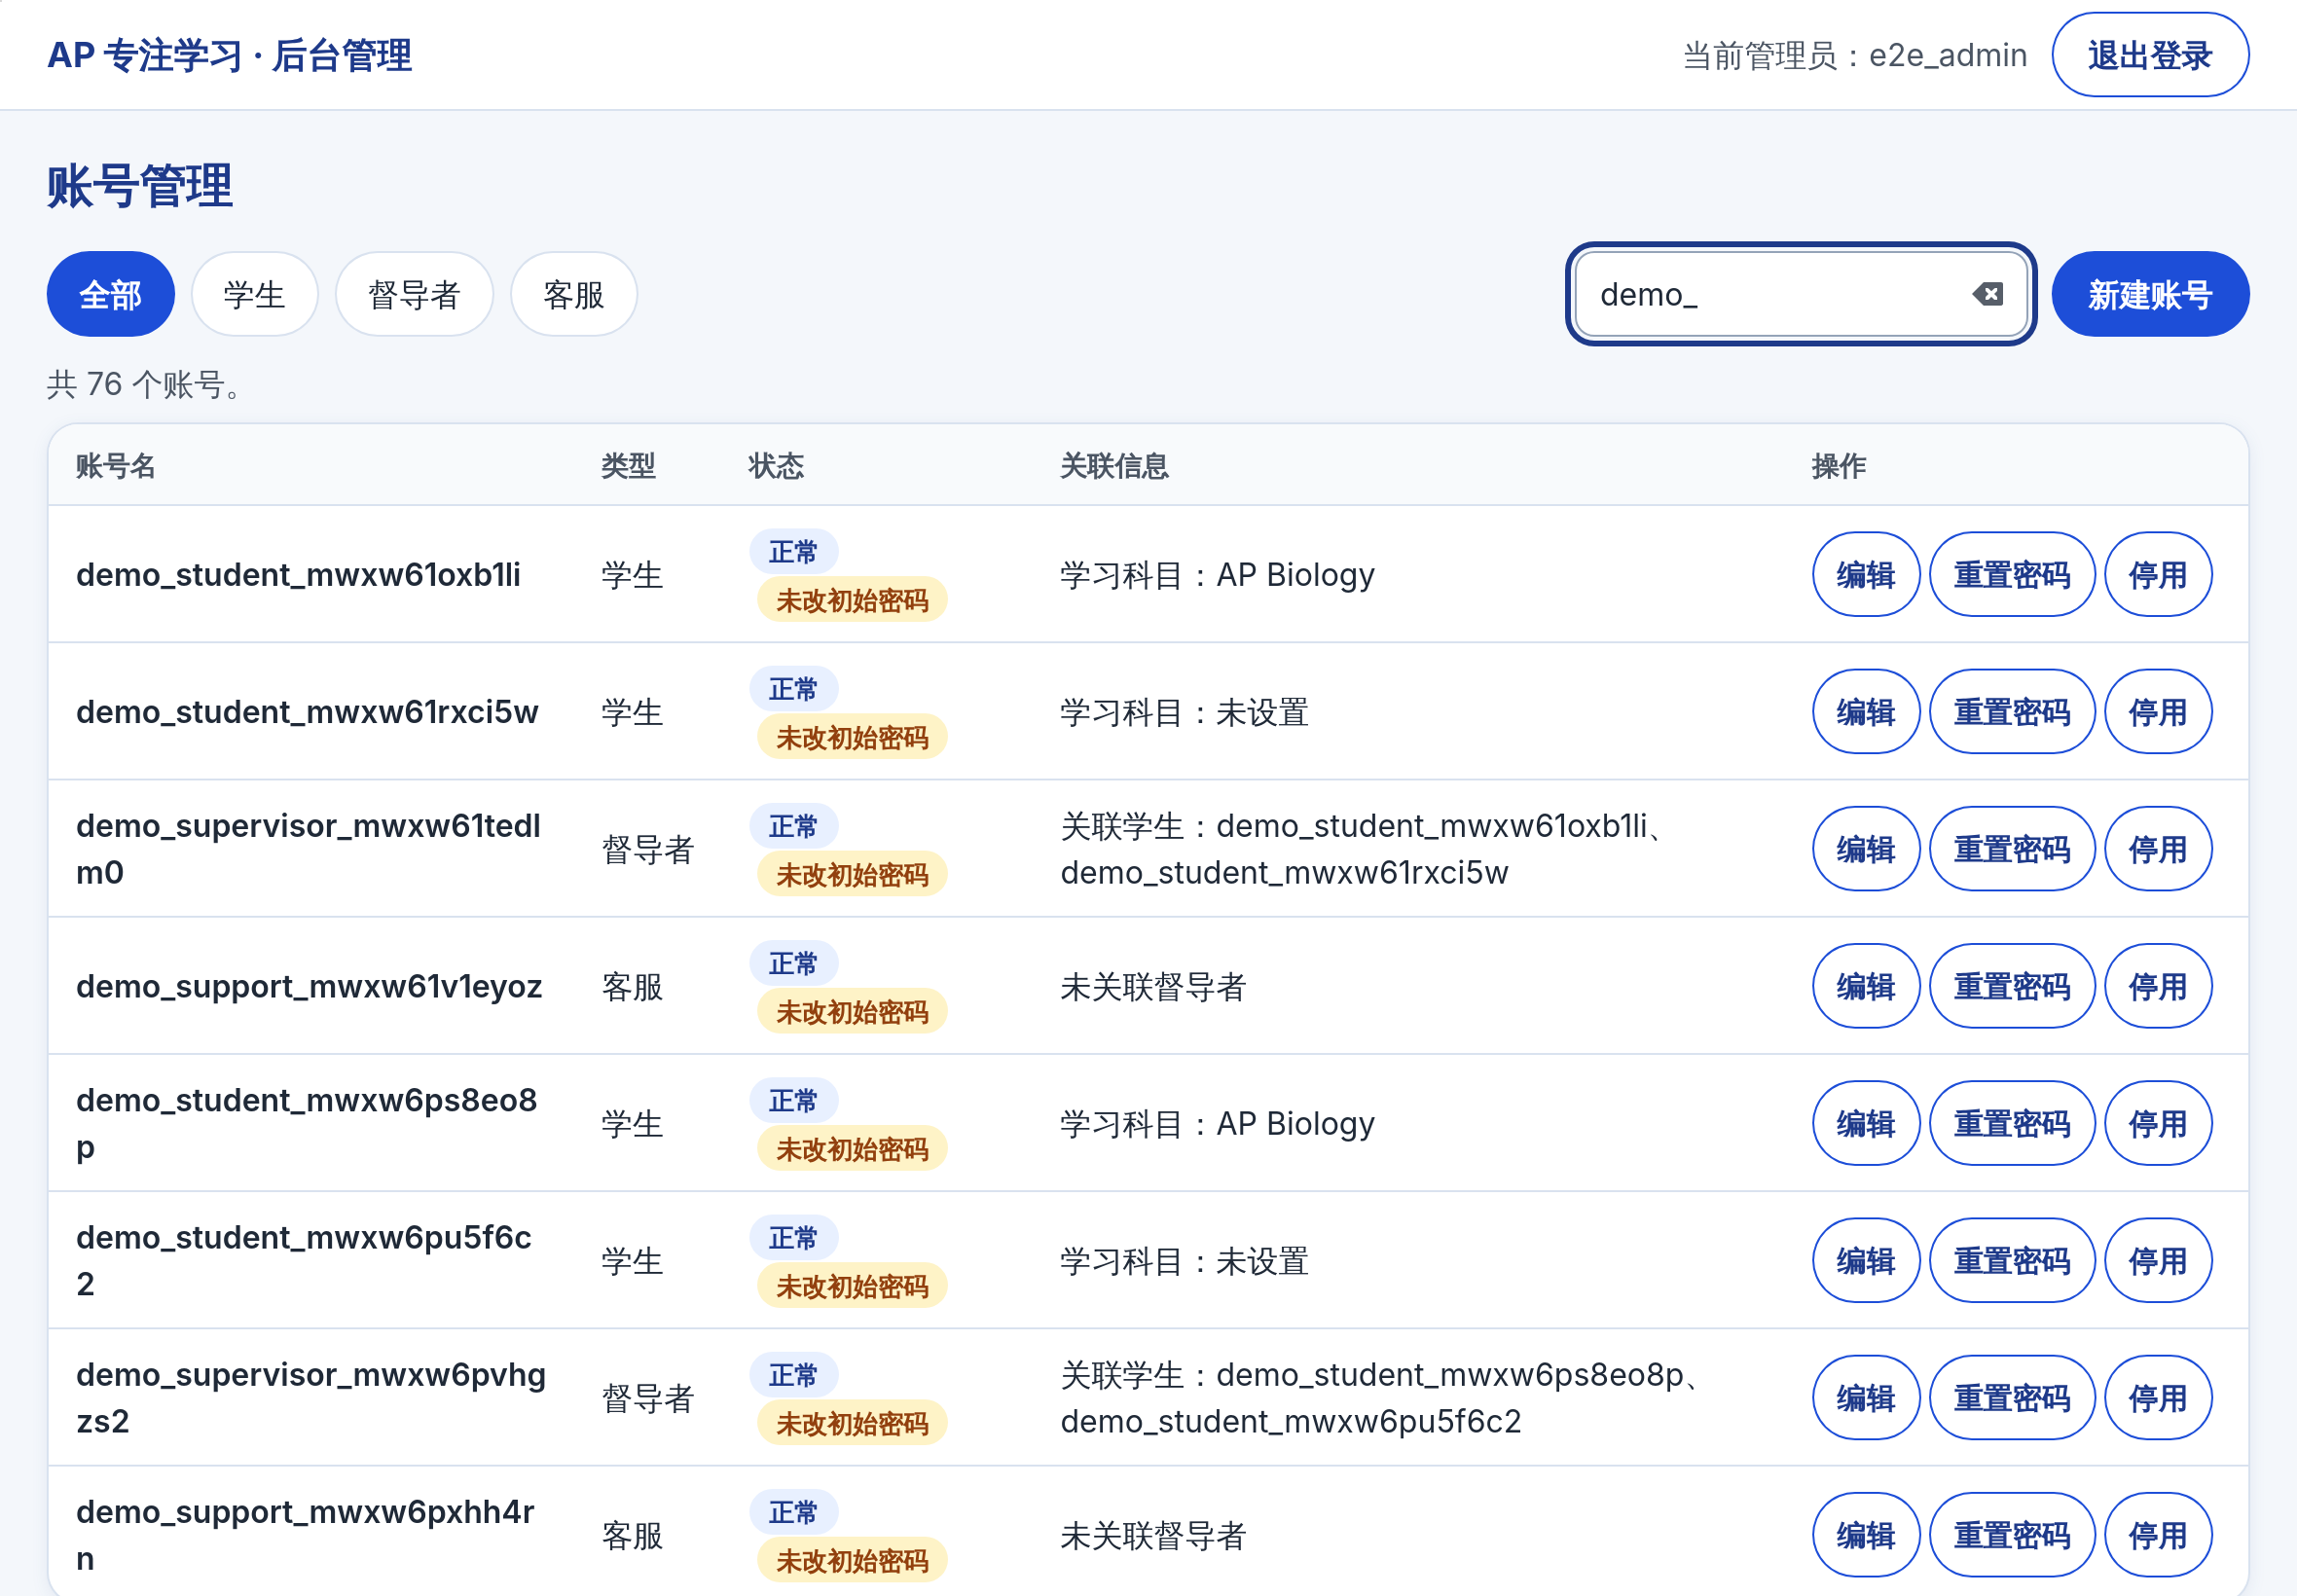 AP 专注学习 · 后台管理
当前管理员：e2e_admin
退出登录
账号管理
全部
学生
督导者
客服
demo_
新建账号
共 76 个账号。
账号名 类型 状态 关联信息 操作
demo_student_mwxw61oxb1li 学生 正常 未改初始密码 学习科目：AP Biology 编辑 重置密码 停用
demo_student_mwxw61rxci5w 学生 正常 未改初始密码 学习科目：未设置 编辑 重置密码 停用
demo_supervisor_mwxw61tedl
m0
督导者
正常
未改初始密码
关联学生：demo_student_mwxw61oxb1li、
demo_student_mwxw61rxci5w
编辑 重置密码 停用
demo_support_mwxw61v1eyoz 客服 正常 未改初始密码 未关联督导者 编辑 重置密码 停用
demo_student_mwxw6ps8eo8
p
学生
正常
未改初始密码
学习科目：AP Biology
编辑 重置密码 停用
demo_student_mwxw6pu5f6c
2
学生
正常
未改初始密码
学习科目：未设置
编辑 重置密码 停用
demo_supervisor_mwxw6pvhg
zs2
督导者
正常
未改初始密码
关联学生：demo_student_mwxw6ps8eo8p、
demo_student_mwxw6pu5f6c2
编辑 重置密码 停用
demo_support_mwxw6pxhh4r
n
客服
正常
未改初始密码
未关联督导者
编辑 重置密码 停用